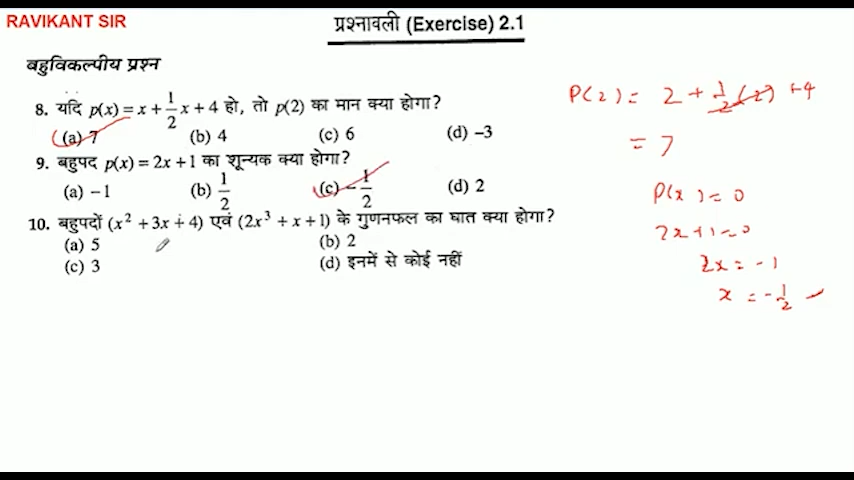 RAVIKANT SIR
प्रश्नावली (Exercise) 2.1
बहुविकल्पीय प्रश्न
8. यदि p(x) = x + 1/2 x + 4 हो, तो p(2) का मान क्या होगा?
(a) 7 (b) 4 (c) 6 (d) –3
9. बहुपद p(x) = 2x + 1 का शून्यक क्या होगा?
(a) – 1 (b) 1/2 (c) – 1/2 (d) 2
10. बहुपदों (x² + 3x + 4) एवं (2x³ + x + 1) के गुणनफल का घात क्या होगा?
(a) 5 (b) 2
(c) 3 (d) इनमें से कोई नहीं
P(2) = 2 + 1/2 (2) + 4
= 7
P(x) = 0
2x + 1 = 0
2x = -1
x = -1/2